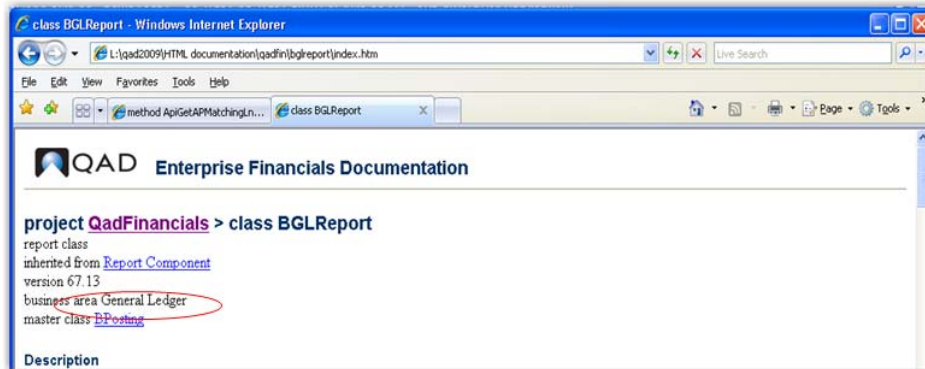 class BGLReport - Windows Internet Explorer
L:\qad2009\HTML documentation\qadfin\bglreport\index.htm
Live Search
File Edit View Favorites Tools Help
method ApiGetAPMatchingLn... class BGLReport Page Tools
QAD Enterprise Financials Documentation
project QadFinancials > class BGLReport
report class
inherited from Report Component
version 67.13
business area General Ledger
master class BPosting
Description